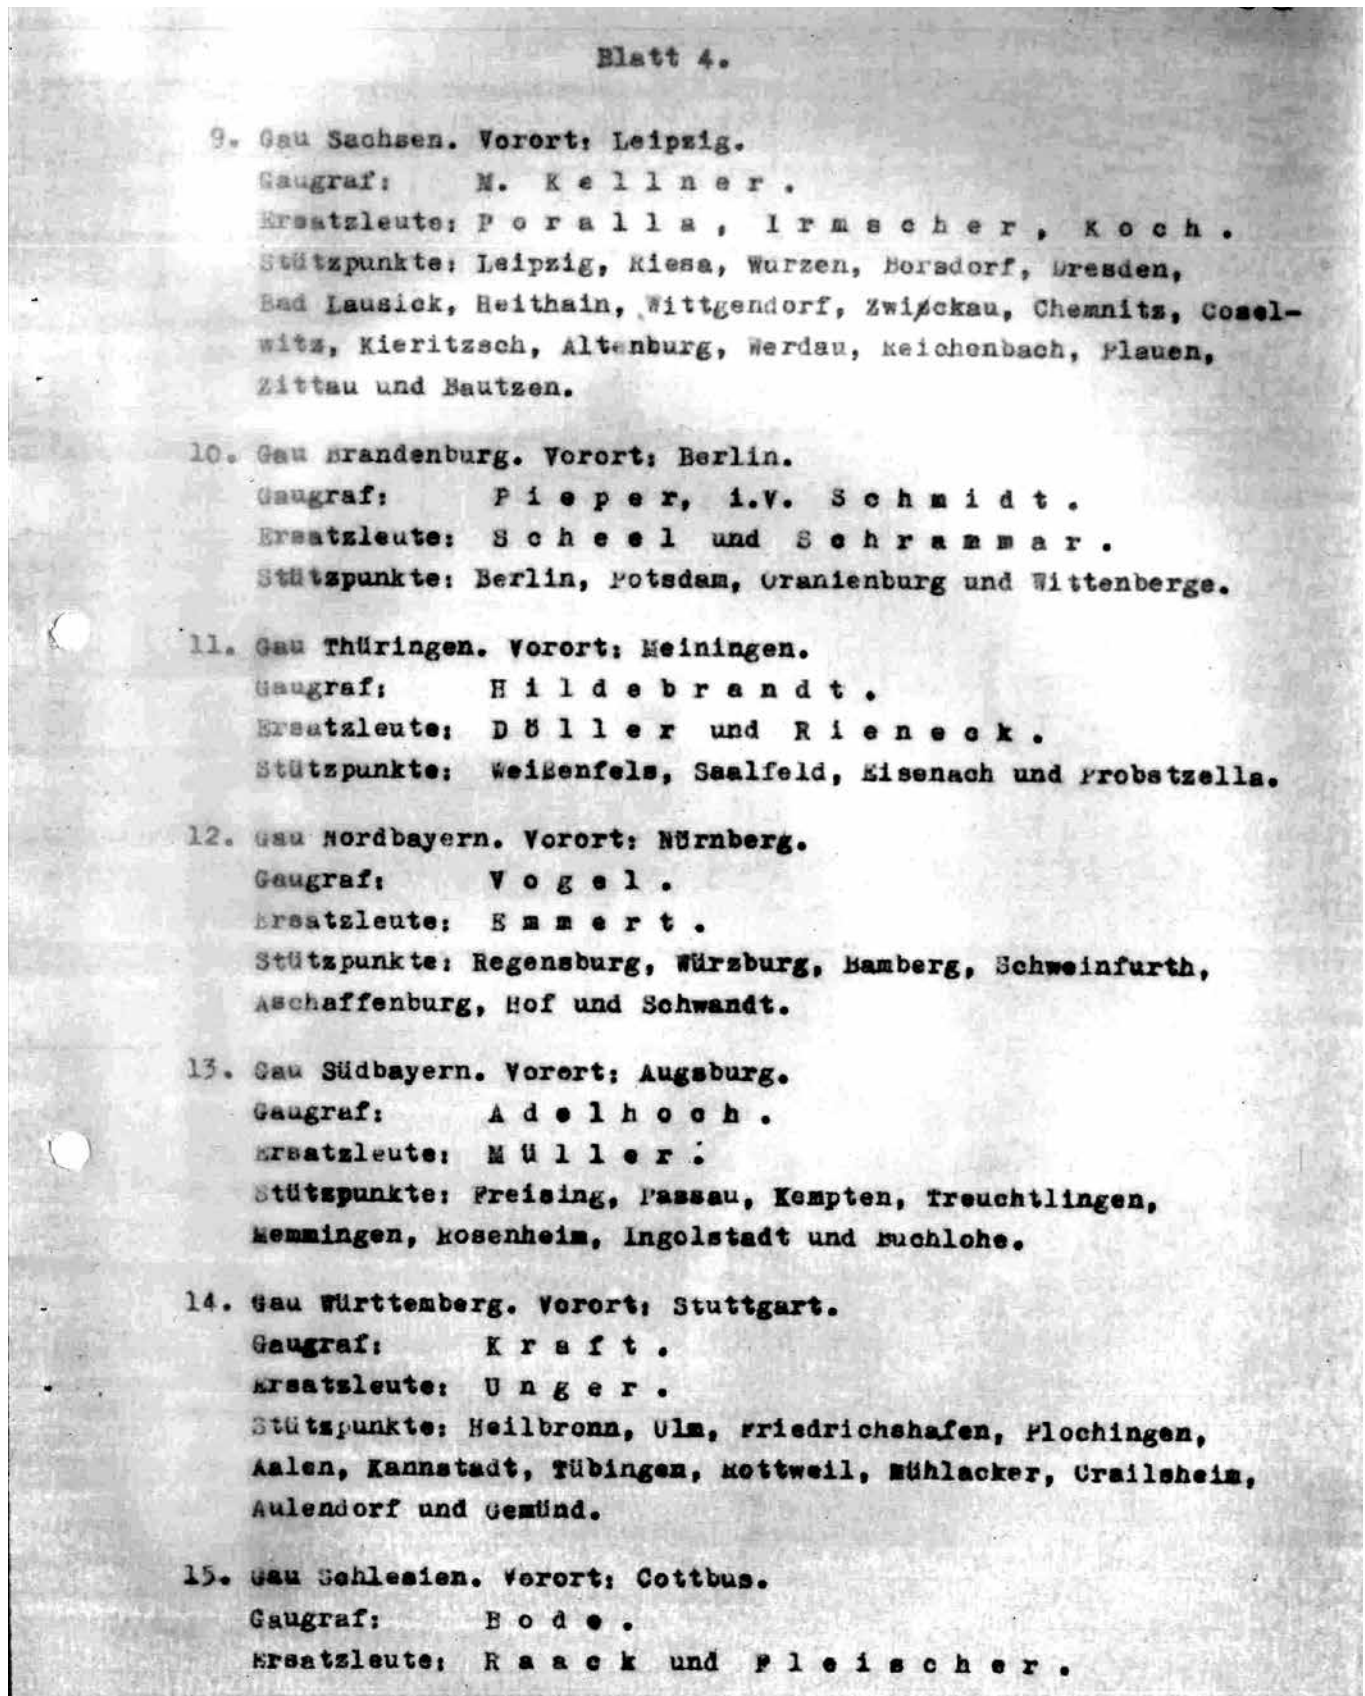 Blatt 4.
9. Gau Sachsen. Vorort: Leipzig.
Gaugraf: M. K e l l n e r .
Ersatzleute: P o r a l l a , I r m s c h e r , K o c h .
Stützpunkte: Leipzig, Riesa, Wurzen, Borsdorf, Dresden,
Bad Lausick, Heithain, Wittgendorf, Zwickau, Chemnitz, Cosel-
witz, Kieritzsch, Altenburg, Werdau, Reichenbach, Plauen,
Zittau und Bautzen.
10. Gau Brandenburg. Vorort: Berlin.
Gaugraf: P i e p e r, i.V. S c h m i d t .
Ersatzleute: S c h e e l und S c h r a m m a r .
Stützpunkte: Berlin, Potsdam, Oranienburg und Wittenberge.
11. Gau Thüringen. Vorort: Meiningen.
Gaugraf: H i l d e b r a n d t .
Ersatzleute: D ö l l e r und R i e n e c k .
Stützpunkte: Weißenfels, Saalfeld, Eisenach und Probstzella.
12. Gau Nordbayern. Vorort: Nürnberg.
Gaugraf: V o g e l .
Ersatzleute: E m m e r t .
Stützpunkte: Regensburg, Würzburg, Bamberg, Schweinfurth,
Aschaffenburg, Hof und Schwandt.
13. Gau Südbayern. Vorort: Augsburg.
Gaugraf: A d e l h o c h .
Ersatzleute: M ü l l e r .
Stützpunkte: Freising, Passau, Kempten, Treuchtlingen,
Memmingen, Rosenheim, Ingolstadt und Buchlohe.
14. Gau Württemberg. Vorort: Stuttgart.
Gaugraf: K r a f t .
Ersatzleute: U n g e r .
Stützpunkte: Heilbronn, Ulm, Friedrichshafen, Plochingen,
Aalen, Kannstadt, Tübingen, Rottweil, Mühlacker, Crailsheim,
Aulendorf und Gemünd.
15. Gau Schlesien. Vorort: Cottbus.
Gaugraf: B o d e .
Ersatzleute: R a a c k und F l e i s c h e r .